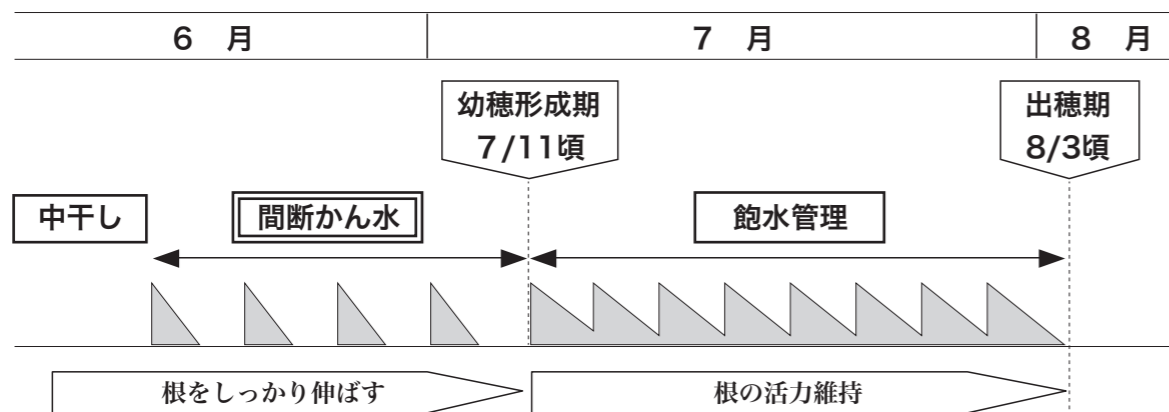 6 月 7 月 8 月
幼穂形成期
7/11頃
出穂期
8/3頃
中干し 間断かん水 飽水管理
根をしっかり伸ばす 根の活力維持